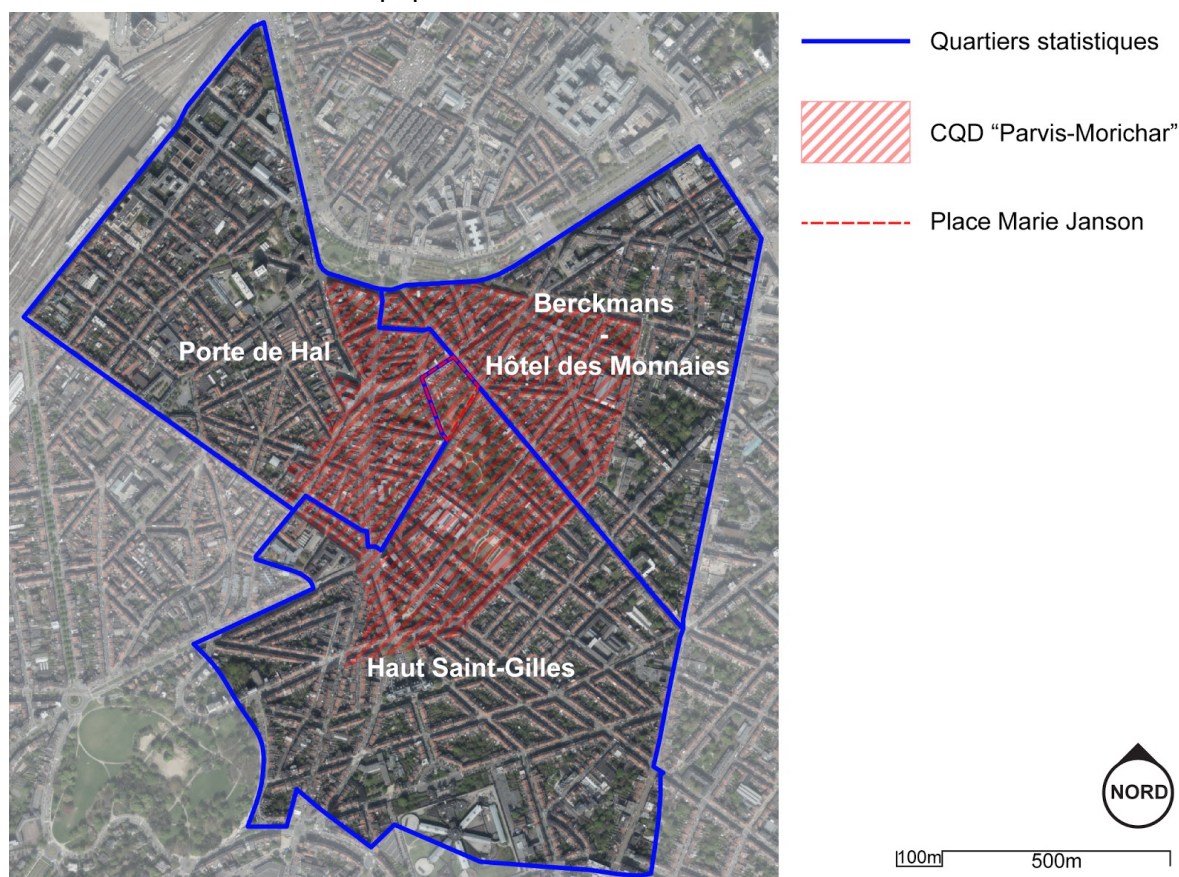 Quartiers statistiques
CQD “Parvis-Morichar”
Place Marie Janson
Berckmans
-
Hôtel des Monnaies
Porte de Hal
Haut Saint-Gilles
NORD
100m
500m